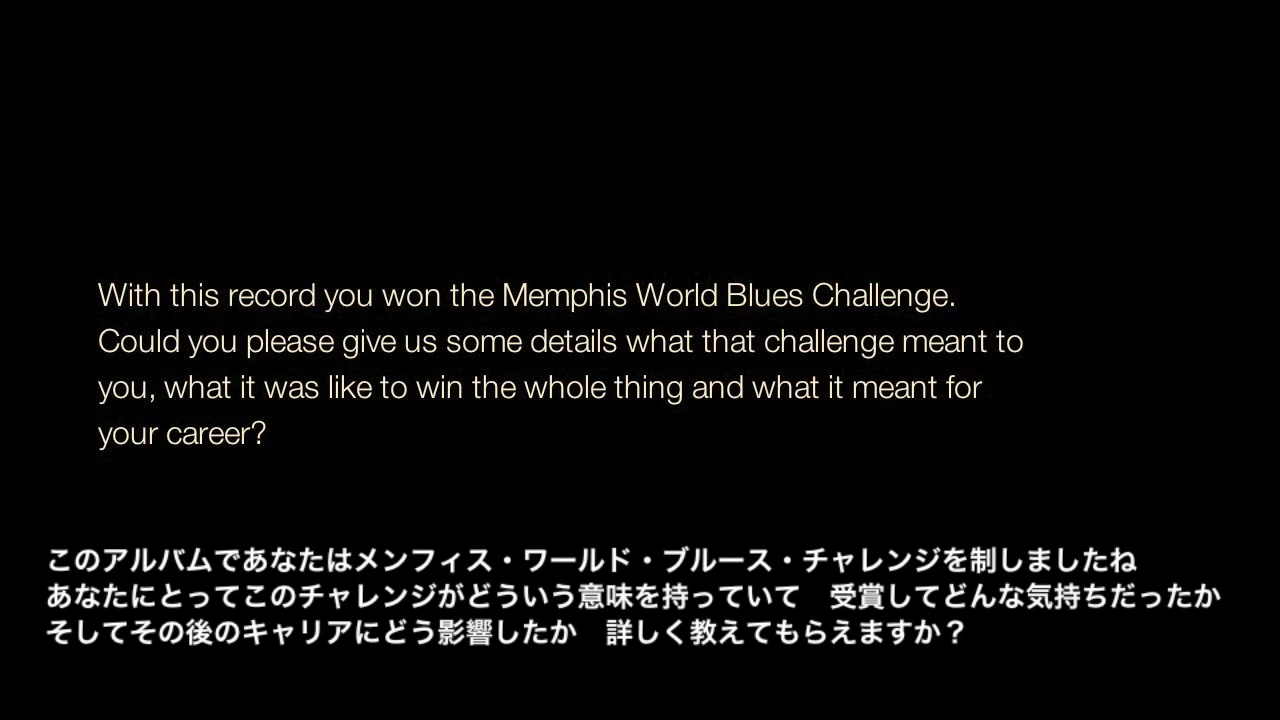 With this record you won the Memphis World Blues Challenge.
Could you please give us some details what that challenge meant to
you, what it was like to win the whole thing and what it meant for
your career?
このアルバムであなたはメンフィス・ワールド・ブルース・チャレンジを制しましたね
あなたにとってこのチャレンジがどういう意味を持っていて　受賞してどんな気持ちだったか
そしてその後のキャリアにどう影響したか　詳しく教えてもらえますか？